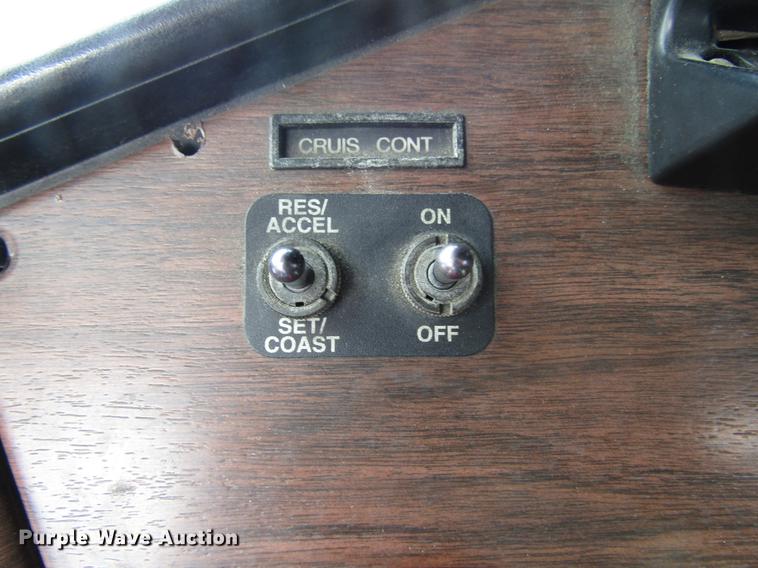 CRUIS CONT
RES/
ACCEL
ON
SET/
COAST
OFF
Purple Wave Auction